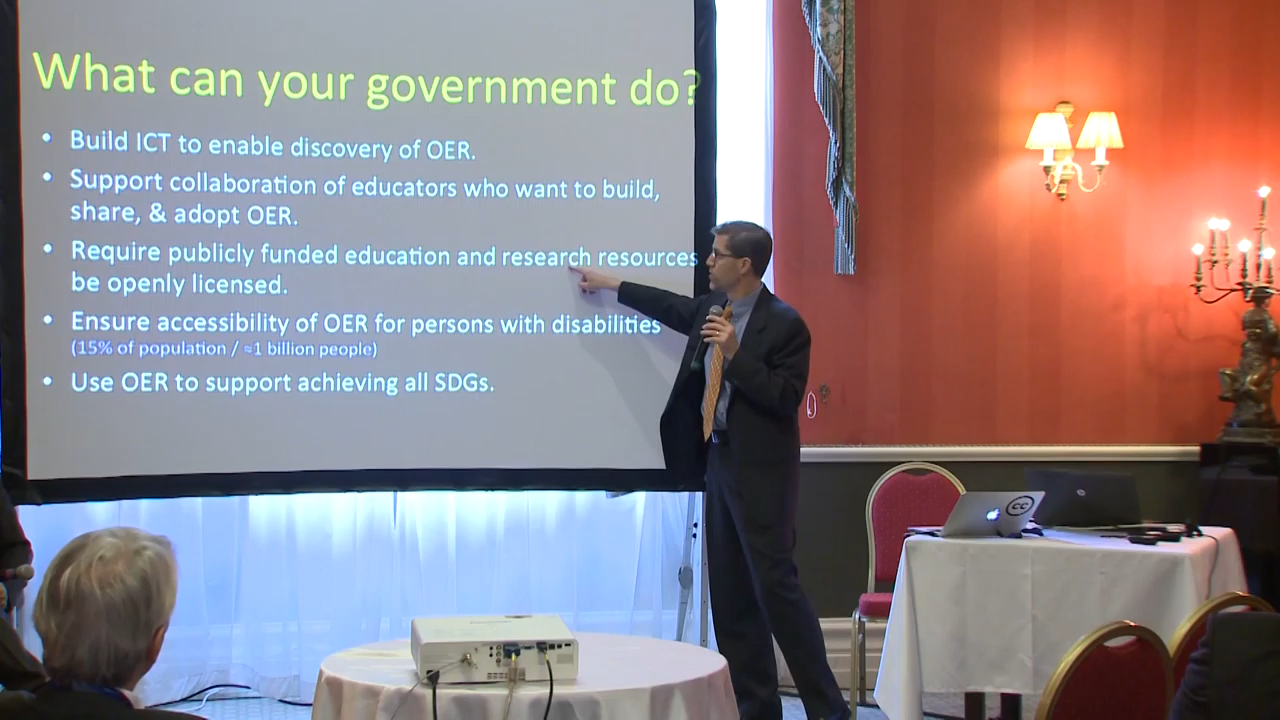 What can your government do?
• Build ICT to enable discovery of OER.
• Support collaboration of educators who want to build,
share, & adopt OER.
• Require publicly funded education and research resources
be openly licensed.
• Ensure accessibility of OER for persons with disabilities
(15% of population / ≈1 billion people)
• Use OER to support achieving all SDGs.
cc